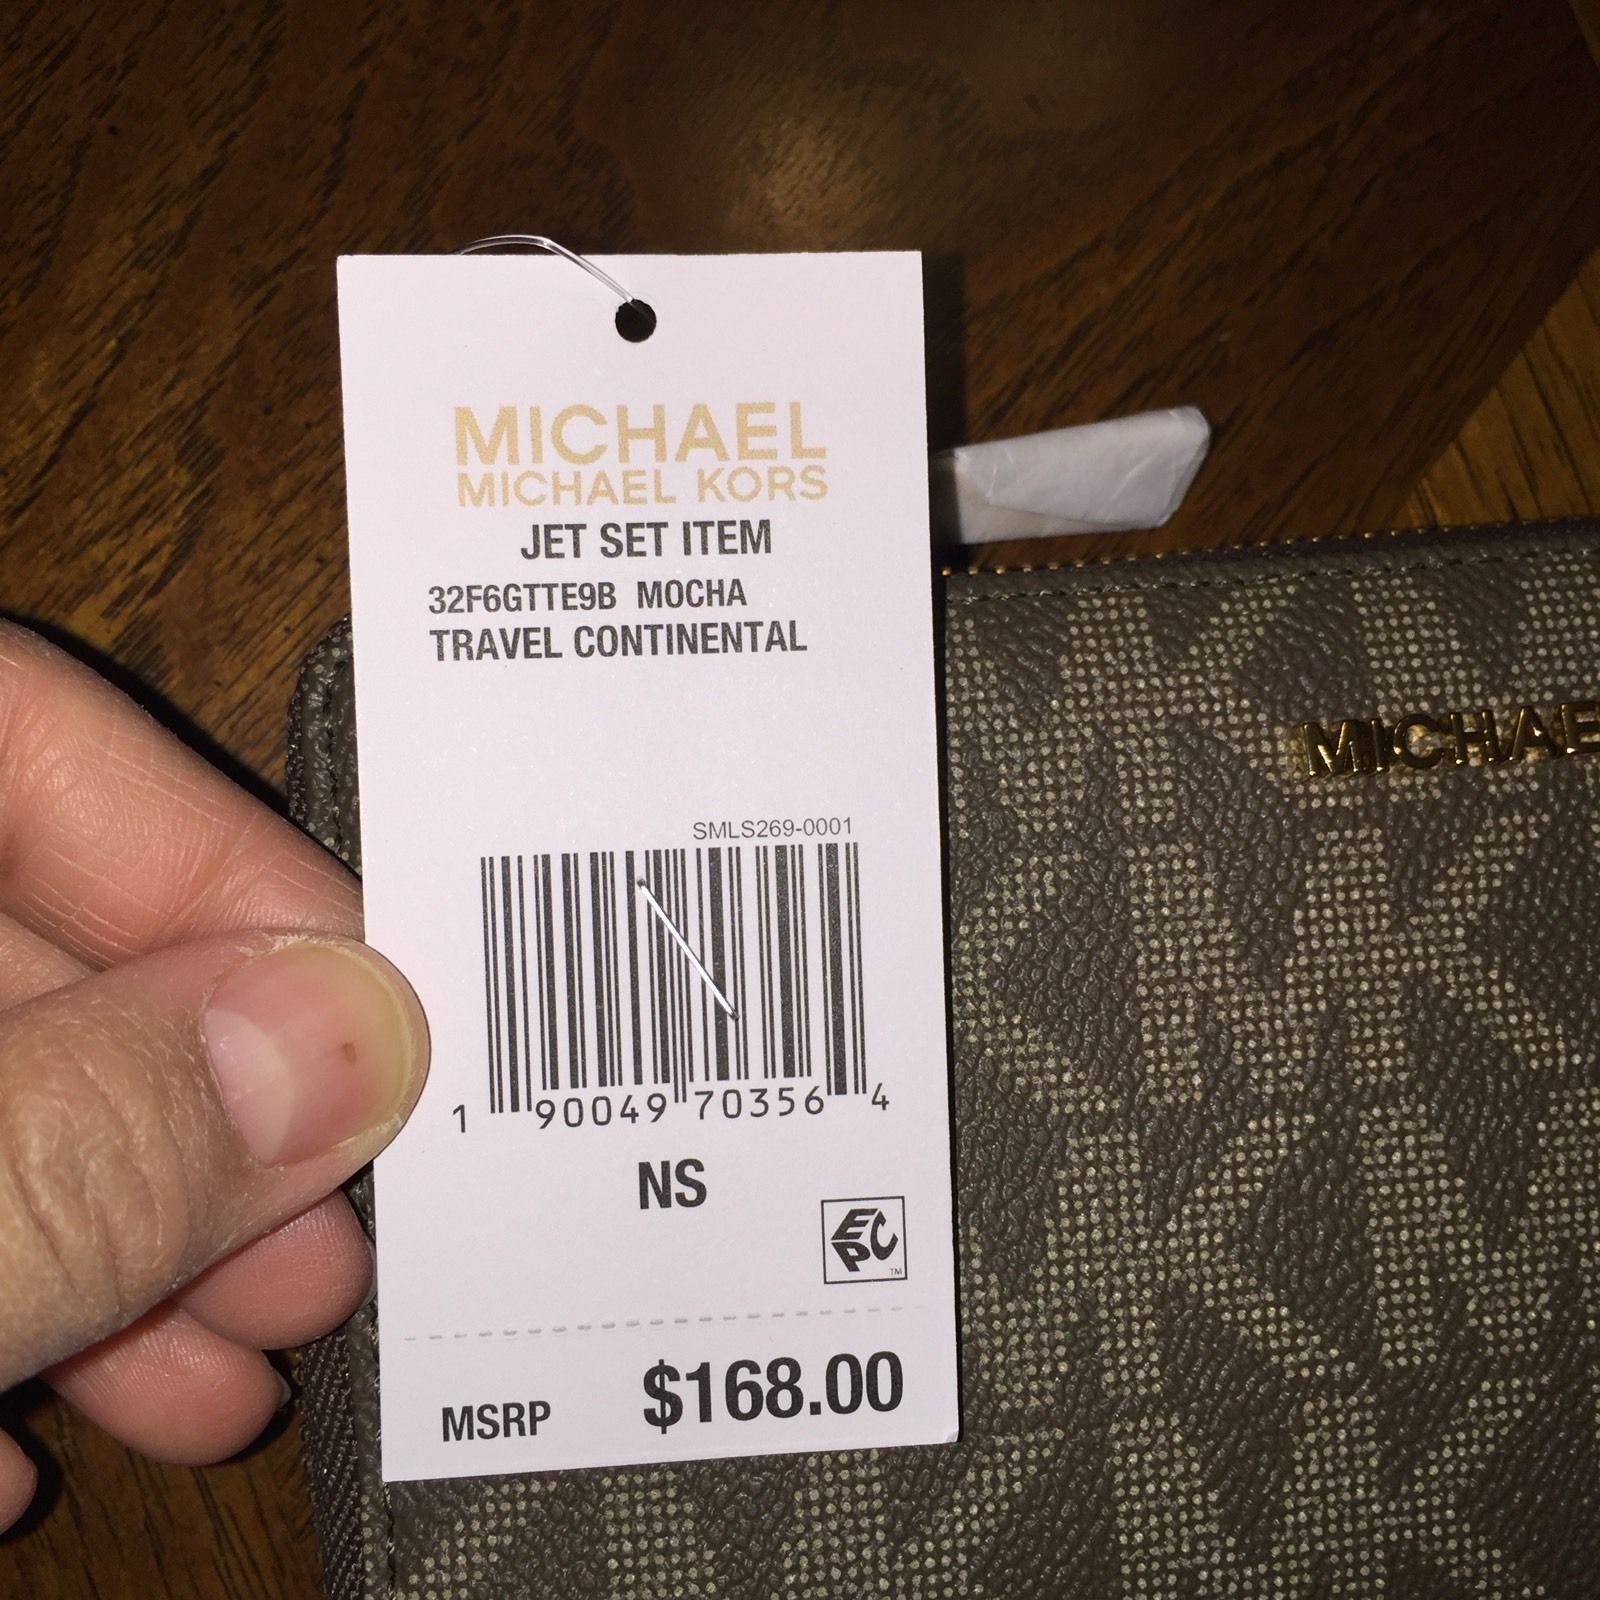 MICHAEL
MICHAEL KORS
JET SET ITEM
32F6GTTE9B MOCHA
TRAVEL CONTINENTAL
SMLS269-0001
1 90049 70356 4
NS
EPC
TM
MSRP $168.00
MICHAE